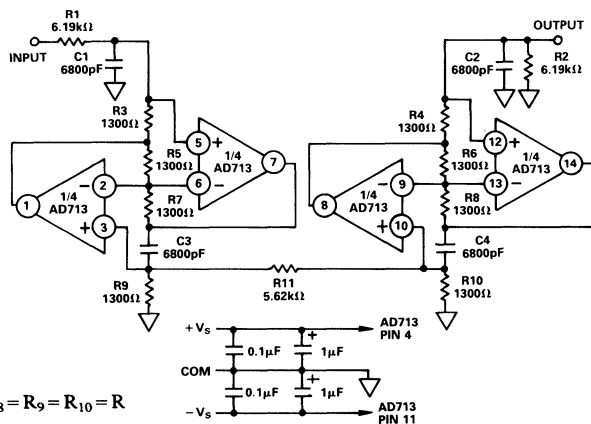 R1
6.19kΩ
INPUT
C1
6800pF
R3
1300Ω
5
+
1/4
AD713
7
6
−
R5
1300Ω
R7
1300Ω
1
1/4
AD713
−
2
+
3
C3
6800pF
R9
1300Ω
R11
5.62kΩ
OUTPUT
C2
6800pF
R2
6.19kΩ
R4
1300Ω
12
+
1/4
AD713
14
13
−
R6
1300Ω
R8
1300Ω
8
1/4
AD713
−
9
+
10
C4
6800pF
R10
1300Ω
+VS
0.1µF
+
1µF
AD713
PIN 4
COM
0.1µF
+
1µF
−VS
AD713
PIN 11
8 = R9 = R10 = R